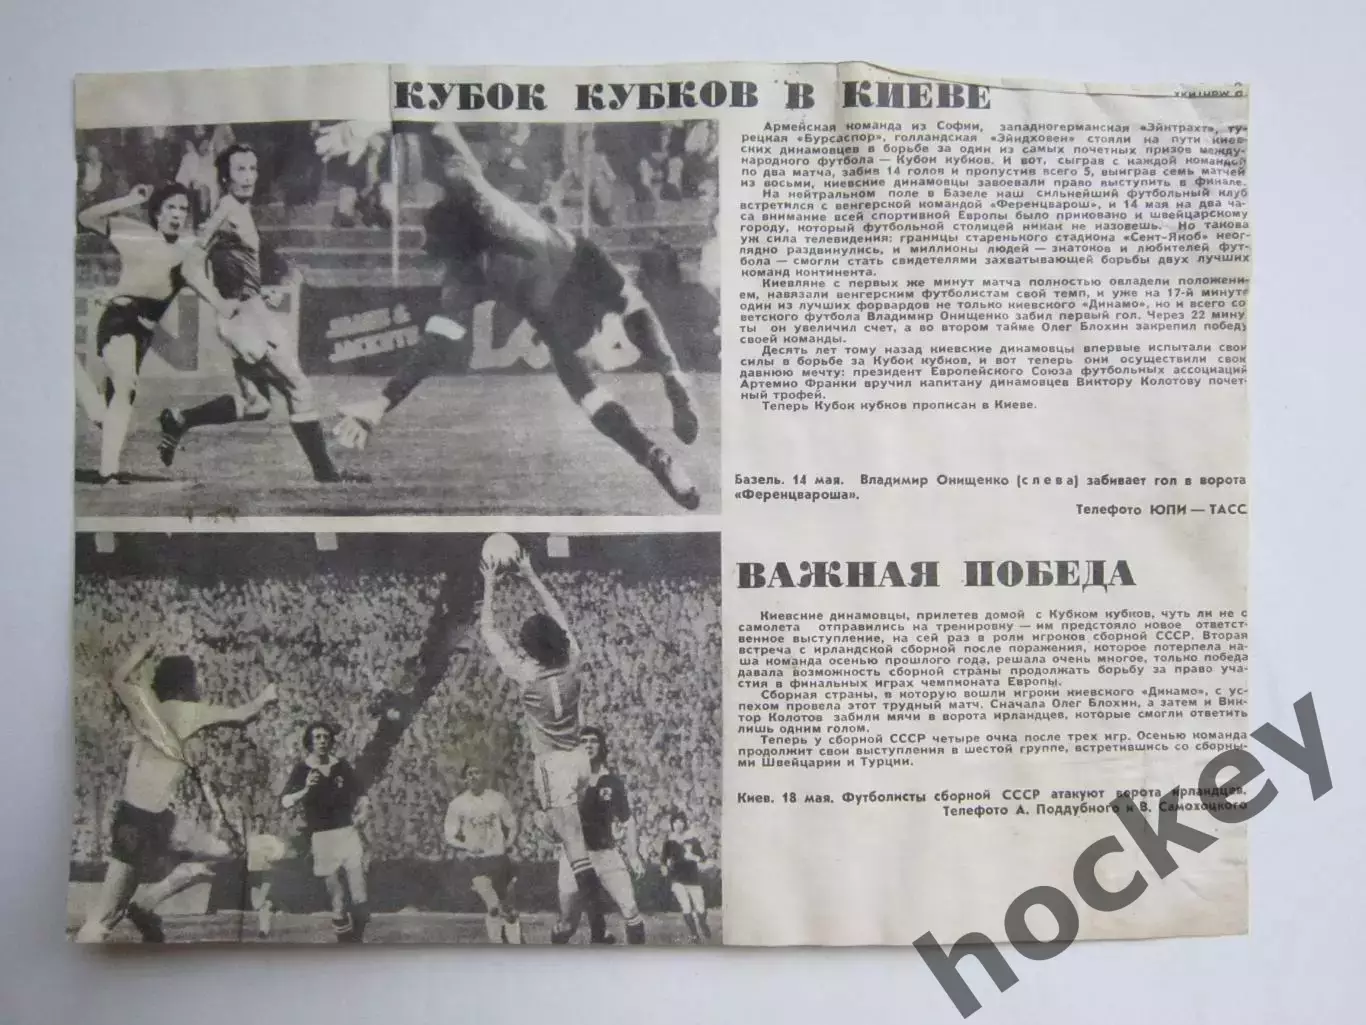 КУБОК КУБКОВ В КИЕВЕ
Армейская команда из Софии, западногерманская «Эйнтрахт», ту-
рецкая «Бурсаспор», голландская «Эйндховен» стояли на пути киев-
ских динамовцев в борьбе за один из самых почетных призов между-
народного футбола — Кубок кубков. И вот, сыграв с каждой командой
по два матча, забив 14 голов и пропустив всего 5, выиграв семь матчей
из восьми, киевские динамовцы завоевали право выступить в финале.
На нейтральном поле в Базеле наш сильнейший футбольный клуб
встретился с венгерской командой «Ференцварош», и 14 мая на два ча-
са внимание всей спортивной Европы было приковано к швейцарскому
городу, который футбольной столицей никак не назовешь. Но такова
уж сила телевидения: границы старенького стадиона «Сент-Якоб» неог-
лядно раздвинулись, и миллионы людей — знатоков и любителей фут-
бола — смогли стать свидетелями захватывающей борьбы двух лучших
команд континента.
Киевляне с первых же минут матча полностью овладели положени-
ем, навязали венгерским футболистам свой темп, и уже на 17-й минуте
один из лучших форвардов не только киевского «Динамо», но и всего со
ветского футбола Владимир Онищенко забил первый гол. Через 22 мину
ты он увеличил счет, а во втором тайме Олег Блохин закрепил победу
своей команды.
Десять лет тому назад киевские динамовцы впервые испытали свои
силы в борьбе за Кубок кубков, и вот теперь они осуществили свою
давнюю мечту: президент Европейского Союза футбольных ассоциаций
Артемио Франки вручил капитану динамовцев Виктору Колотову почет-
ный трофей.
Теперь Кубок кубков прописан в Киеве.
Базель. 14 мая. Владимир Онищенко (слева) забивает гол в ворота
«Ференцвароша».
Телефото ЮПИ — ТАСС
ВАЖНАЯ ПОБЕДА
Киевские динамовцы, прилетев домой с Кубком кубков, чуть ли не с
самолета отправились на тренировку — им предстояло новое ответст-
венное выступление, на сей раз в роли игроков сборной СССР. Вторая
встреча с ирландской сборной после поражения, которое потерпела на-
ша команда осенью прошлого года, решала очень многое, только победа
давала возможность сборной страны продолжать борьбу за право уча-
стия в финальных играх чемпионата Европы.
Сборная страны, в которую вошли игроки киевского «Динамо», с ус-
пехом провела этот трудный матч. Сначала Олег Блохин, а затем и Вик-
тор Колотов забили мячи в ворота ирландцев, которые смогли ответить
лишь одним голом.
Теперь у сборной СССР четыре очка после трех игр. Осенью команда
продолжит свои выступления в шестой группе, встретившись со сборны-
ми Швейцарии и Турции.
Киев. 18 мая. Футболисты сборной СССР атакуют ворота ирландцев.
Телефото А. Поддубного и В. Самохоцкого
hockey